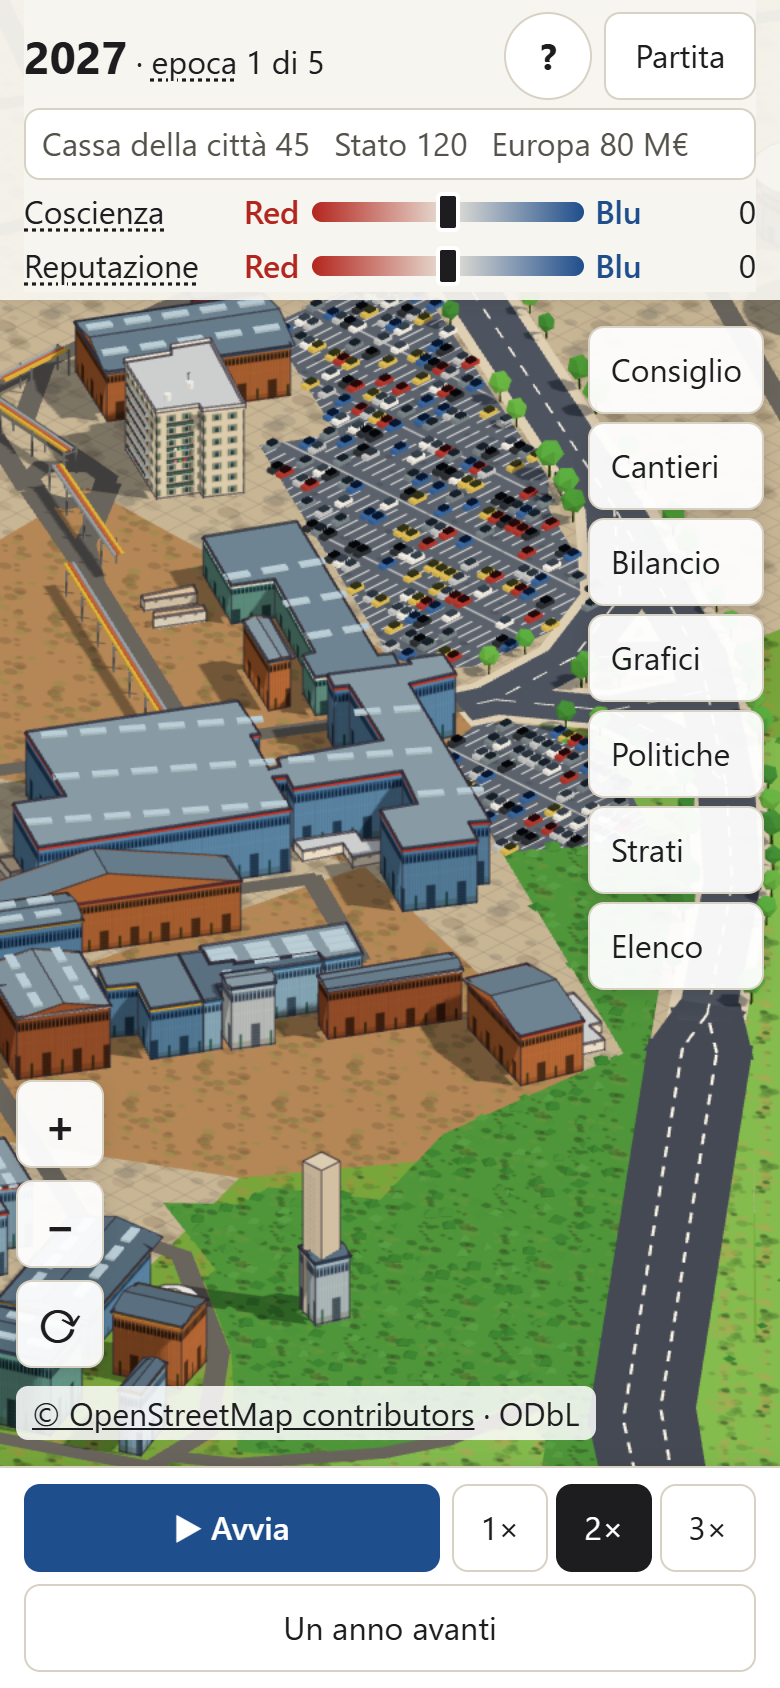 2027 · epoca 1 di 5
?
Partita
Cassa della città 45 Stato 120 Europa 80 M€
Coscienza Red Blu 0
Reputazione Red Blu 0
Consiglio
Cantieri
Bilancio
Grafici
Politiche
Strati
Elenco
+
−
© OpenStreetMap contributors · ODbL
▶ Avvia
1×
2×
3×
Un anno avanti